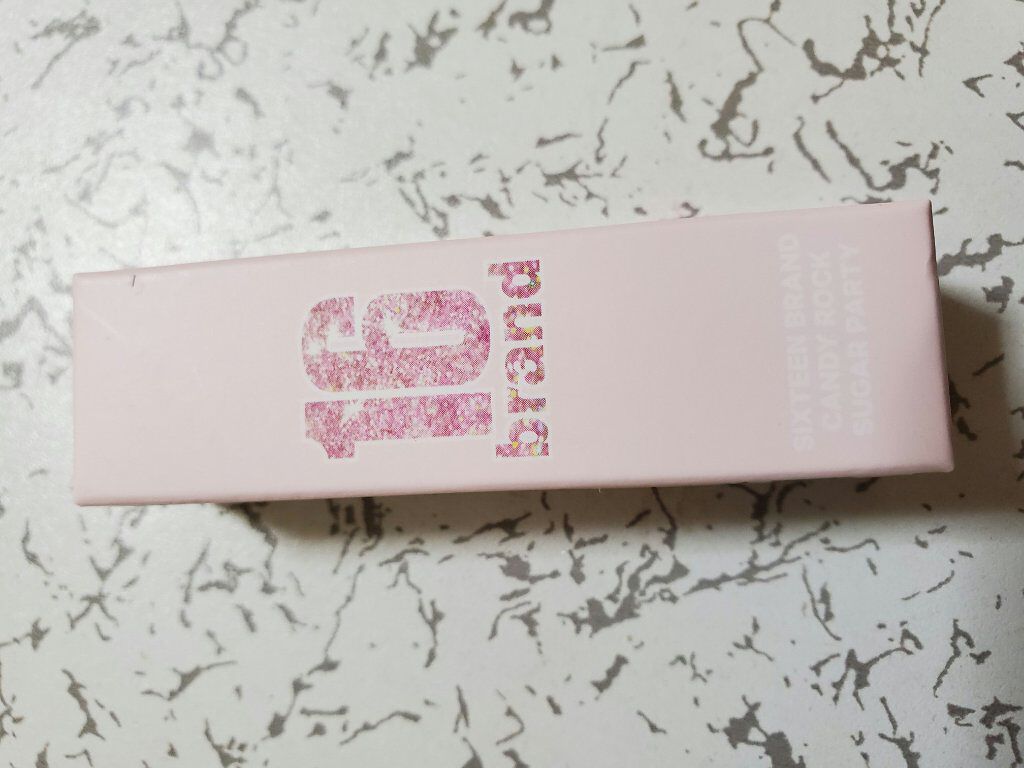 16
brand
SIXTEEN BRAND
CANDY ROCK
SUGAR PARTY